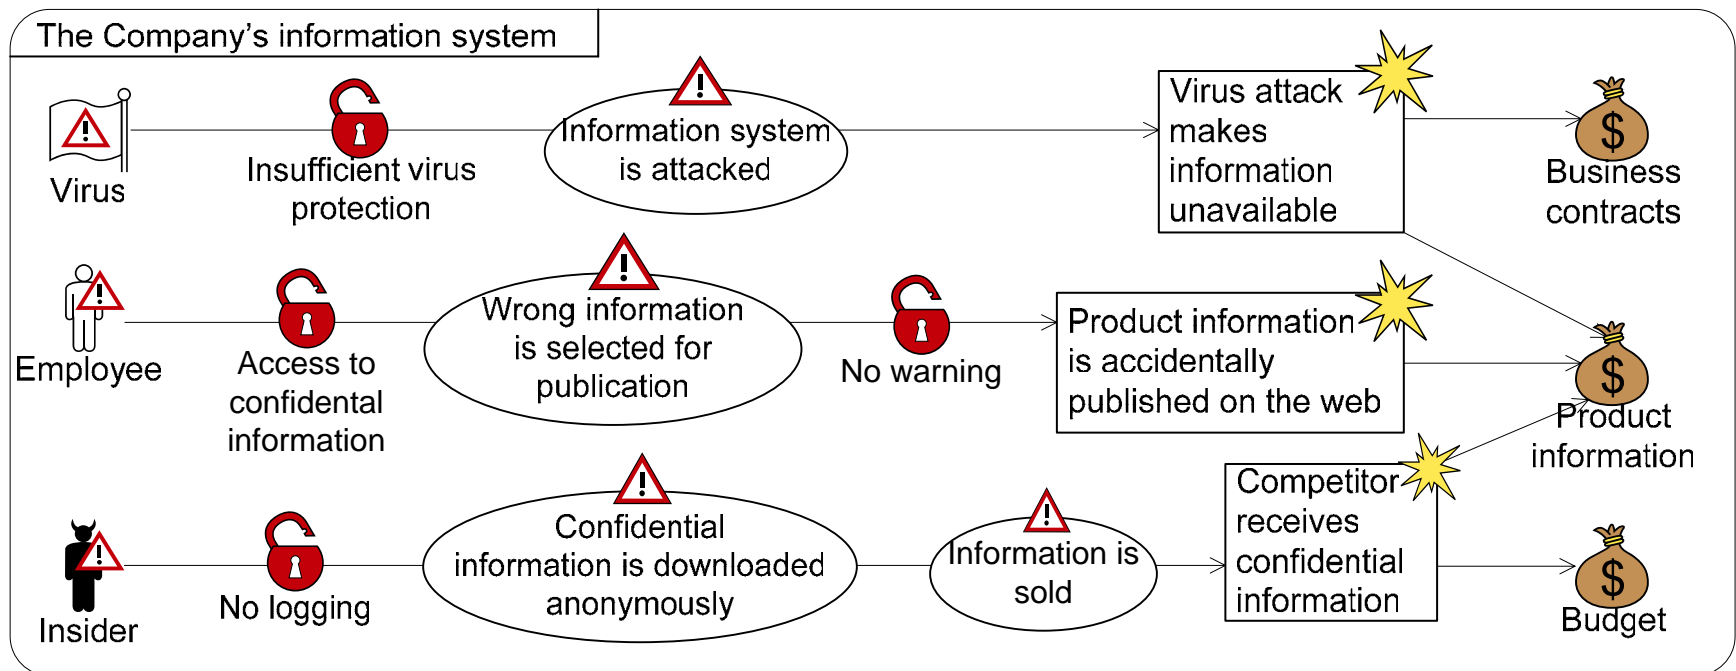 The Company's information system
Virus
Insufficient virus
protection
Information system
is attacked
Virus attack
makes
information
unavailable
$
Business
contracts
Employee
Access to
confidental
information
Wrong information
is selected for
publication
No warning
Product information
is accidentally
published on the web
$
Product
information
Insider
No logging
Confidential
information is downloaded
anonymously
Information is
sold
Competitor
receives
confidential
information
$
Budget